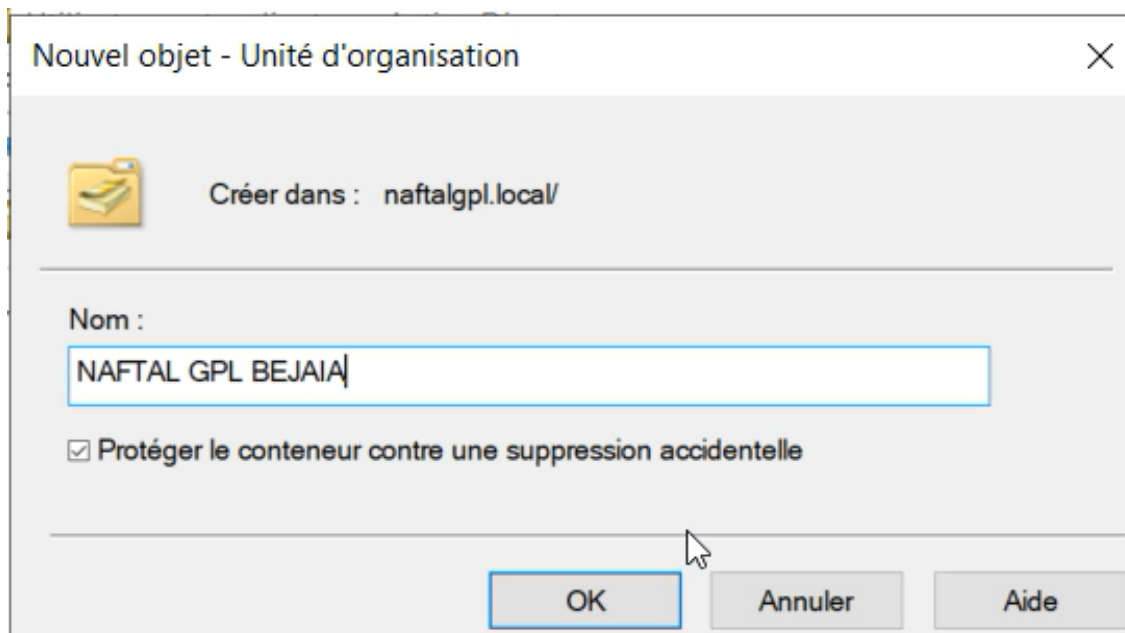 Nouvel objet - Unité d'organisation
Créer dans : naftalgpl.local/
Nom :
NAFTAL GPL BEJAIA
Protéger le conteneur contre une suppression accidentelle
OK Annuler Aide